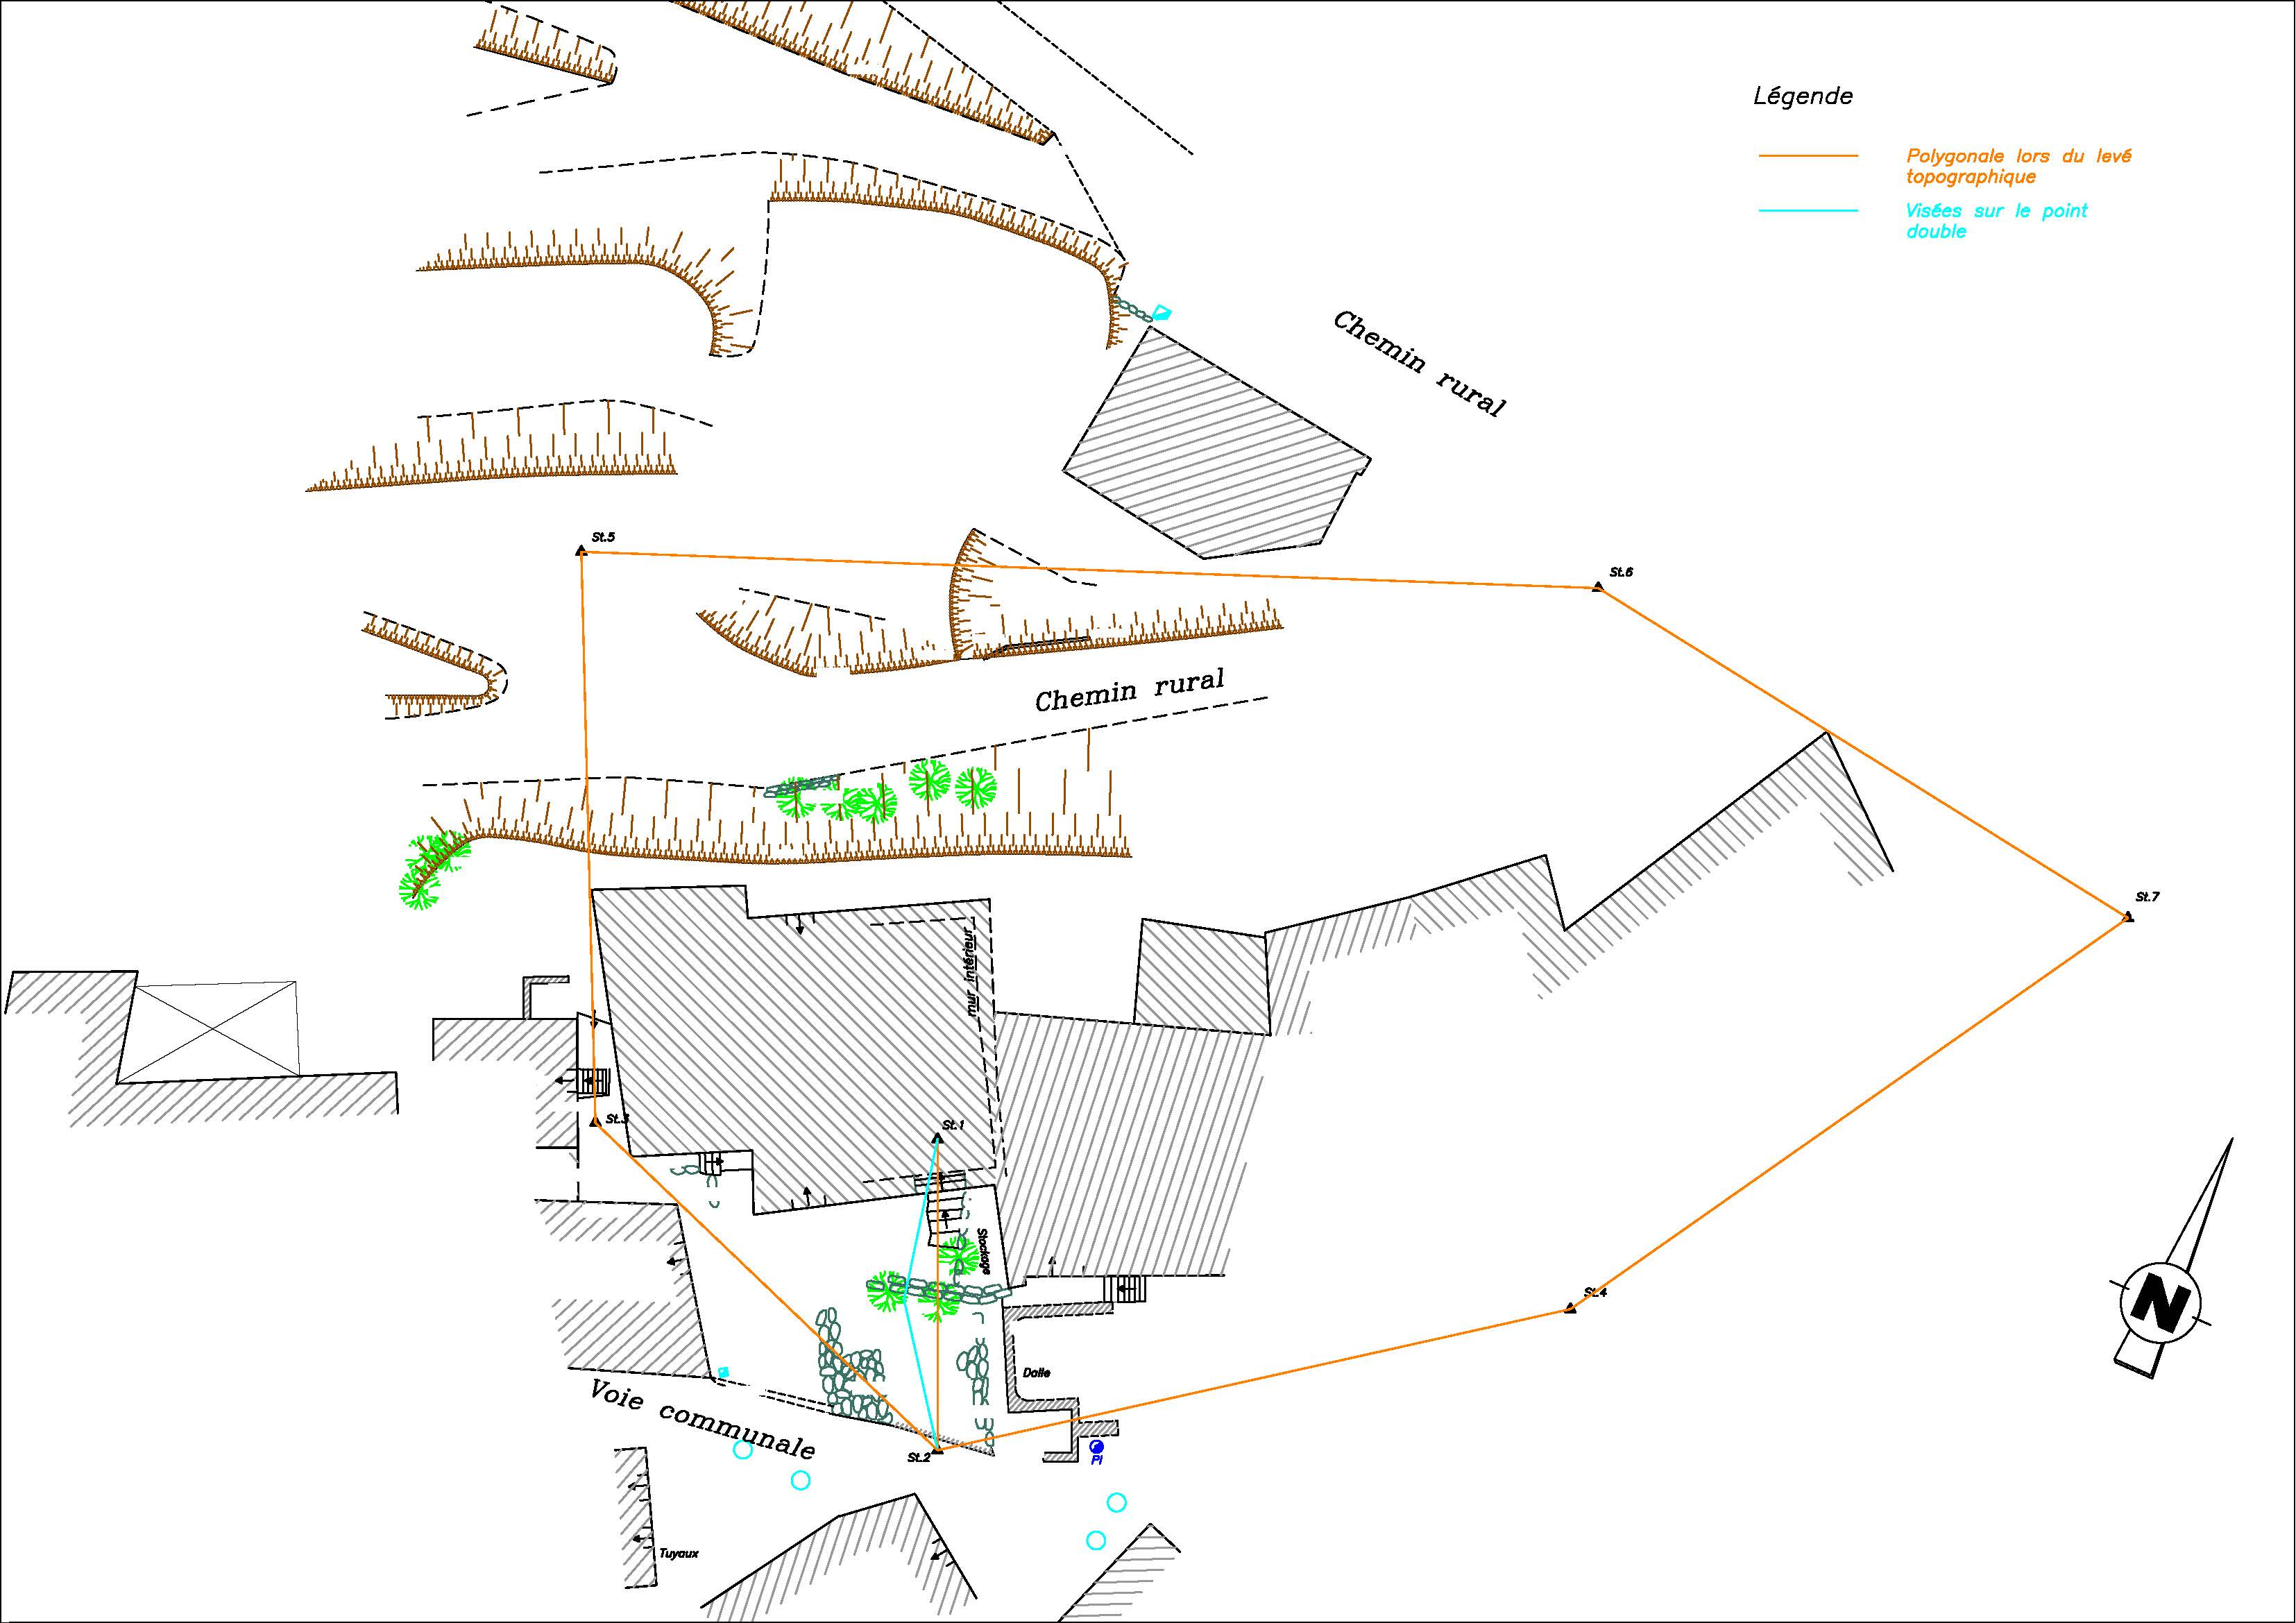 Légende
Polygonale lors du levé
topographique
Visées sur le point
double
Chemin rural
St.5
St.6
Chemin rural
St.7
mur intérieur
St.3
St.1
Stockage
St.4
Dalle
Voie communale
St.2
PI
Tuyaux
N